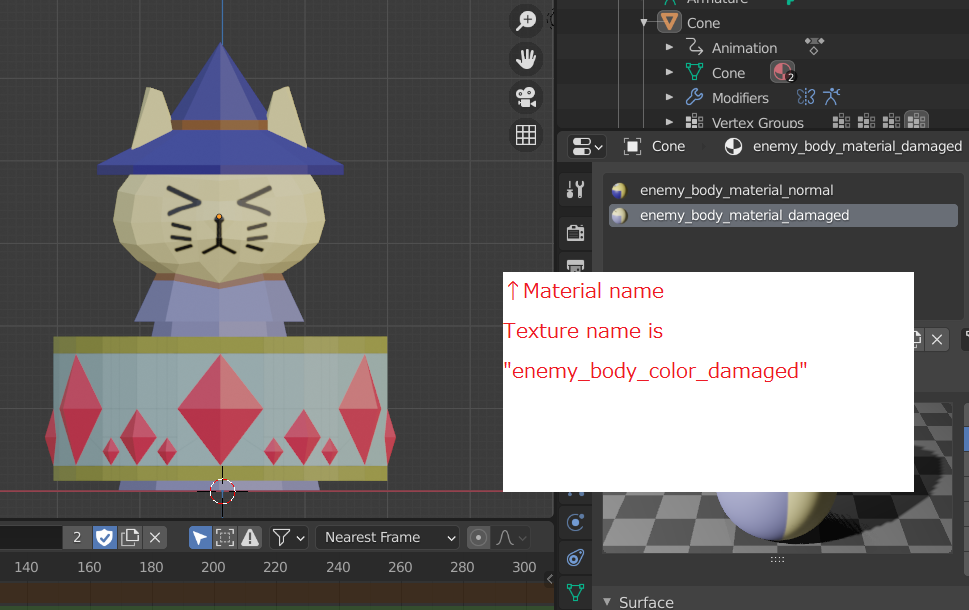 Armature
Cone
Animation
Cone
2
Modifiers
Vertex Groups
Cone
enemy_body_material_damaged
enemy_body_material_normal
enemy_body_material_damaged
↑Material name
Texture name is
"enemy_body_color_damaged"
2
Nearest Frame
140 160 180 200 220 240 260 280 300
Surface